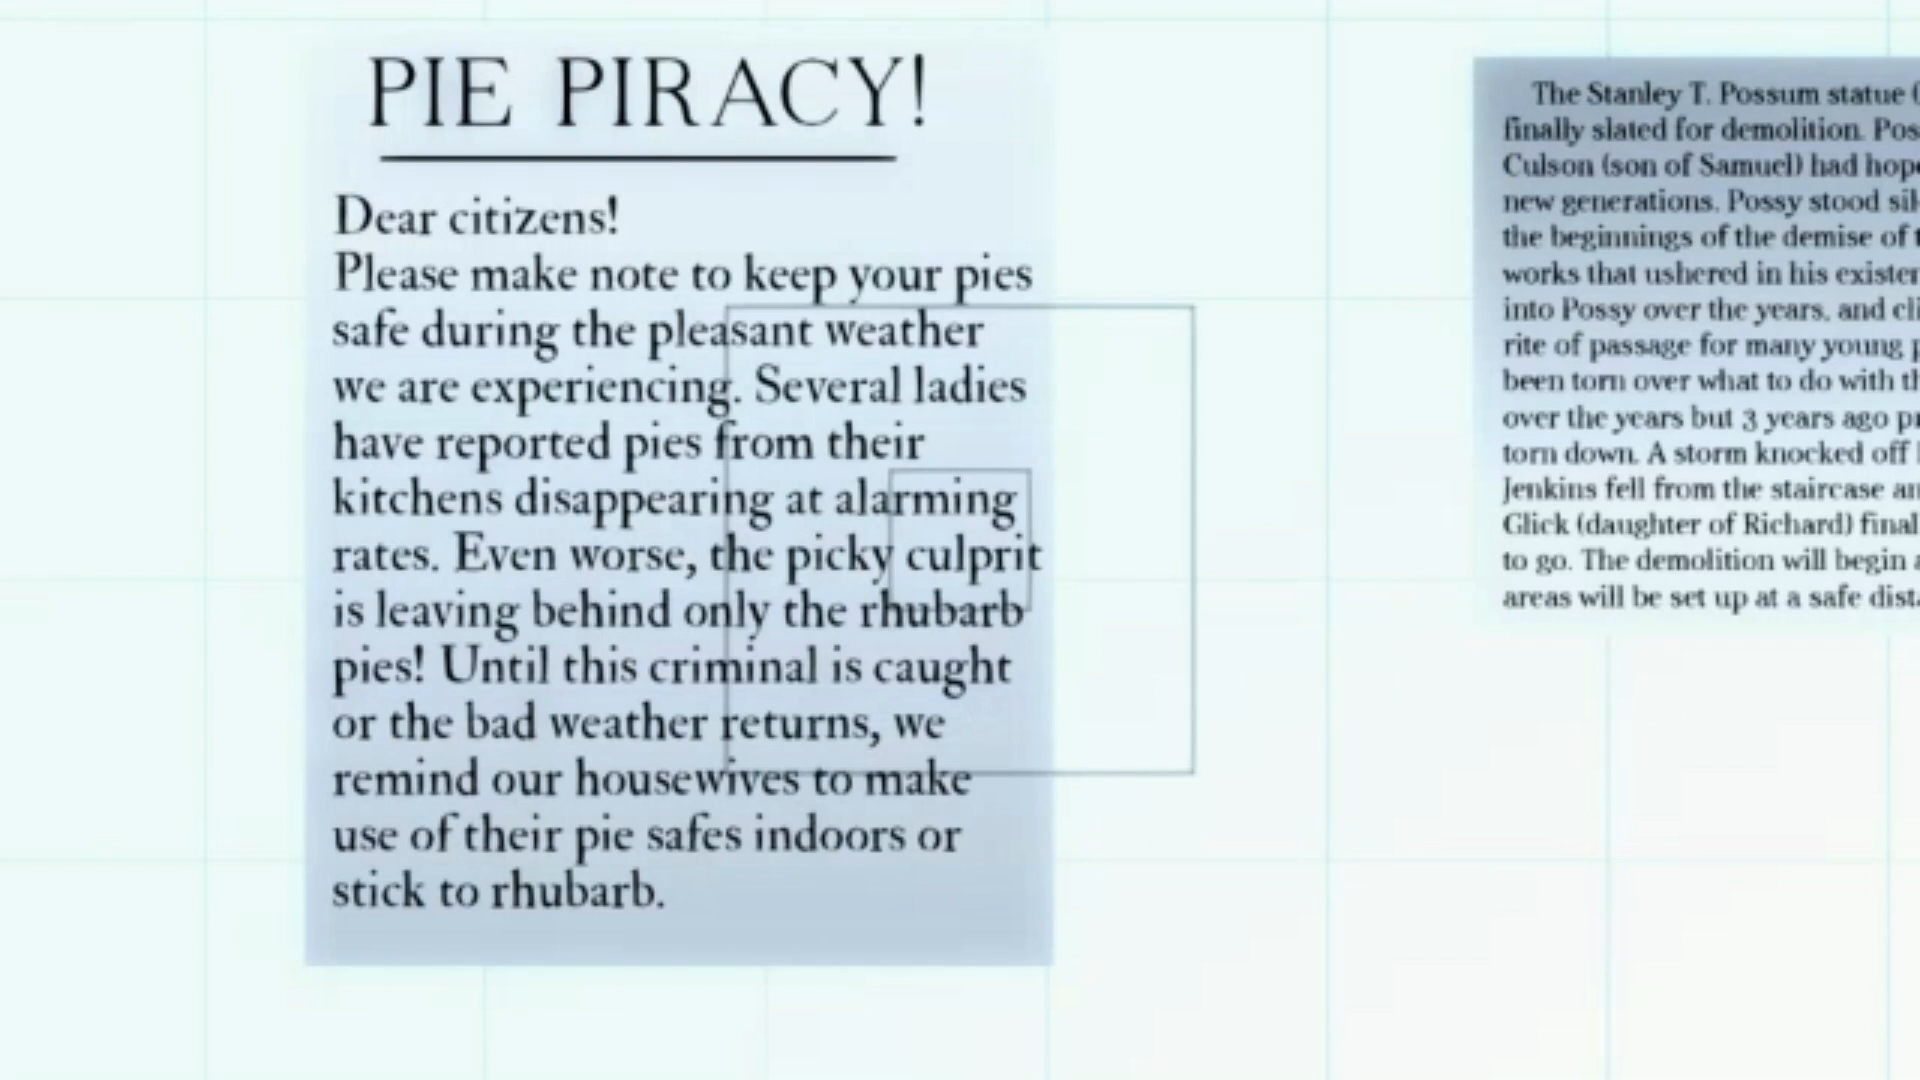 PIE PIRACY!
Dear citizens!
Please make note to keep your pies
safe during the pleasant weather
we are experiencing. Several ladies
have reported pies from their
kitchens disappearing at alarming
rates. Even worse, the picky culprit
is leaving behind only the rhubarb
pies! Until this criminal is caught
or the bad weather returns, we
remind our housewives to make
use of their pie safes indoors or
stick to rhubarb.
The Stanley T. Possum statue (
finally slated for demolition. Pos
Culson (son of Samuel) had hop
new generations. Possy stood sil
the beginnings of the demise of
works that ushered in his
into Possy over the years, and
rite of passage for many young
been torn over what to do with
over the years but 3 years ago
torn down. A storm knocked off
Jenkins fell from the staircase
Glick (daughter of Richard)
to go. The demolition will begin
areas will be set up at a safe